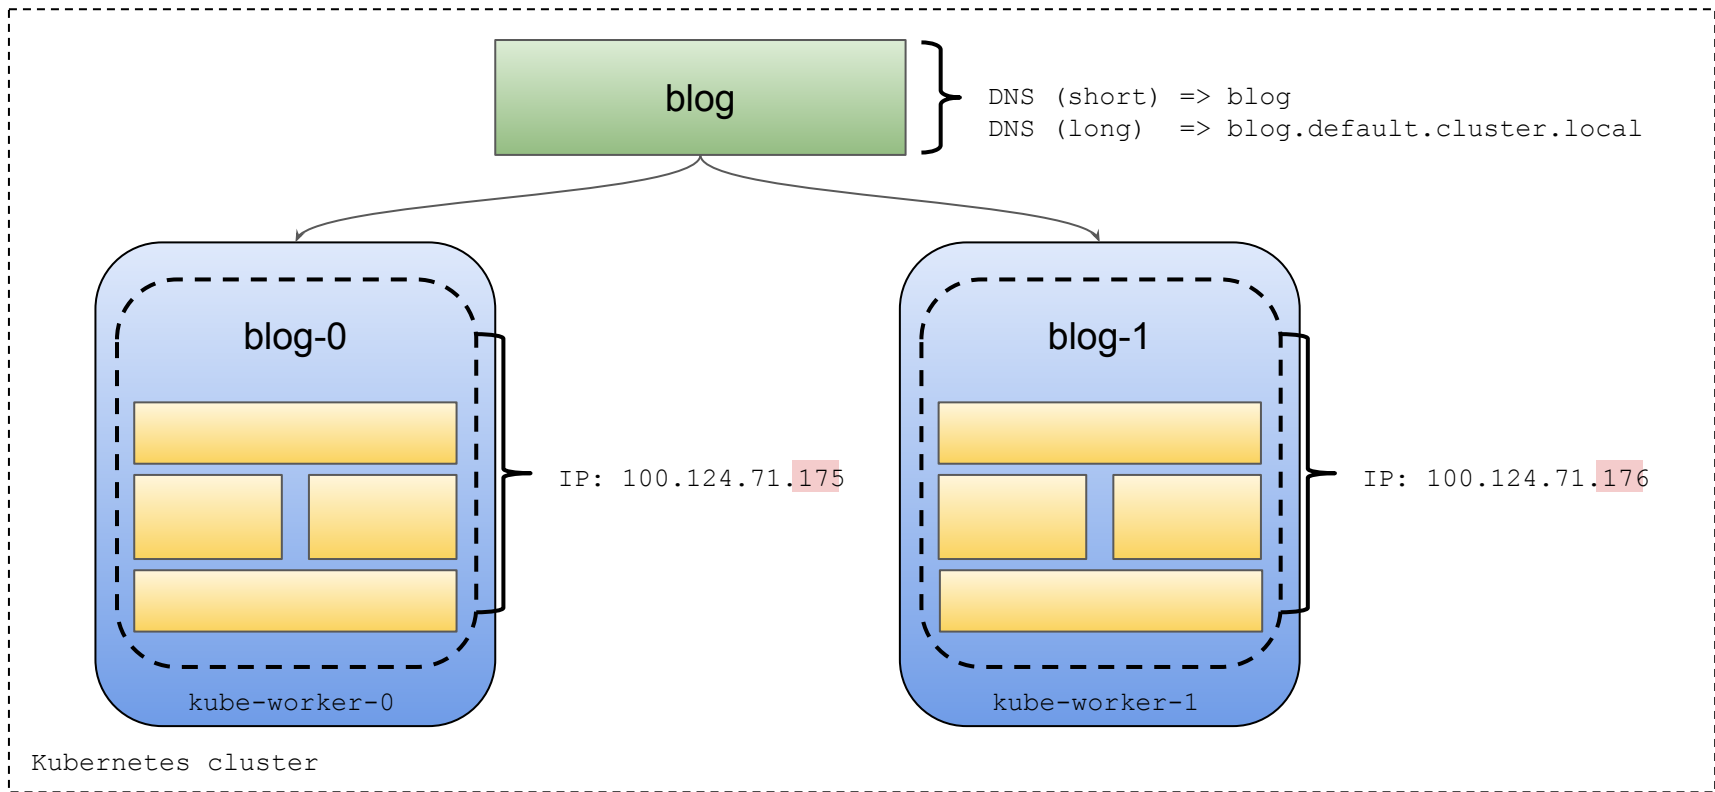 blog
DNS (short) => blog
DNS (long)  => blog.default.cluster.local
blog-0
blog-1
IP: 100.124.71.175
IP: 100.124.71.176
kube-worker-0
kube-worker-1
Kubernetes cluster